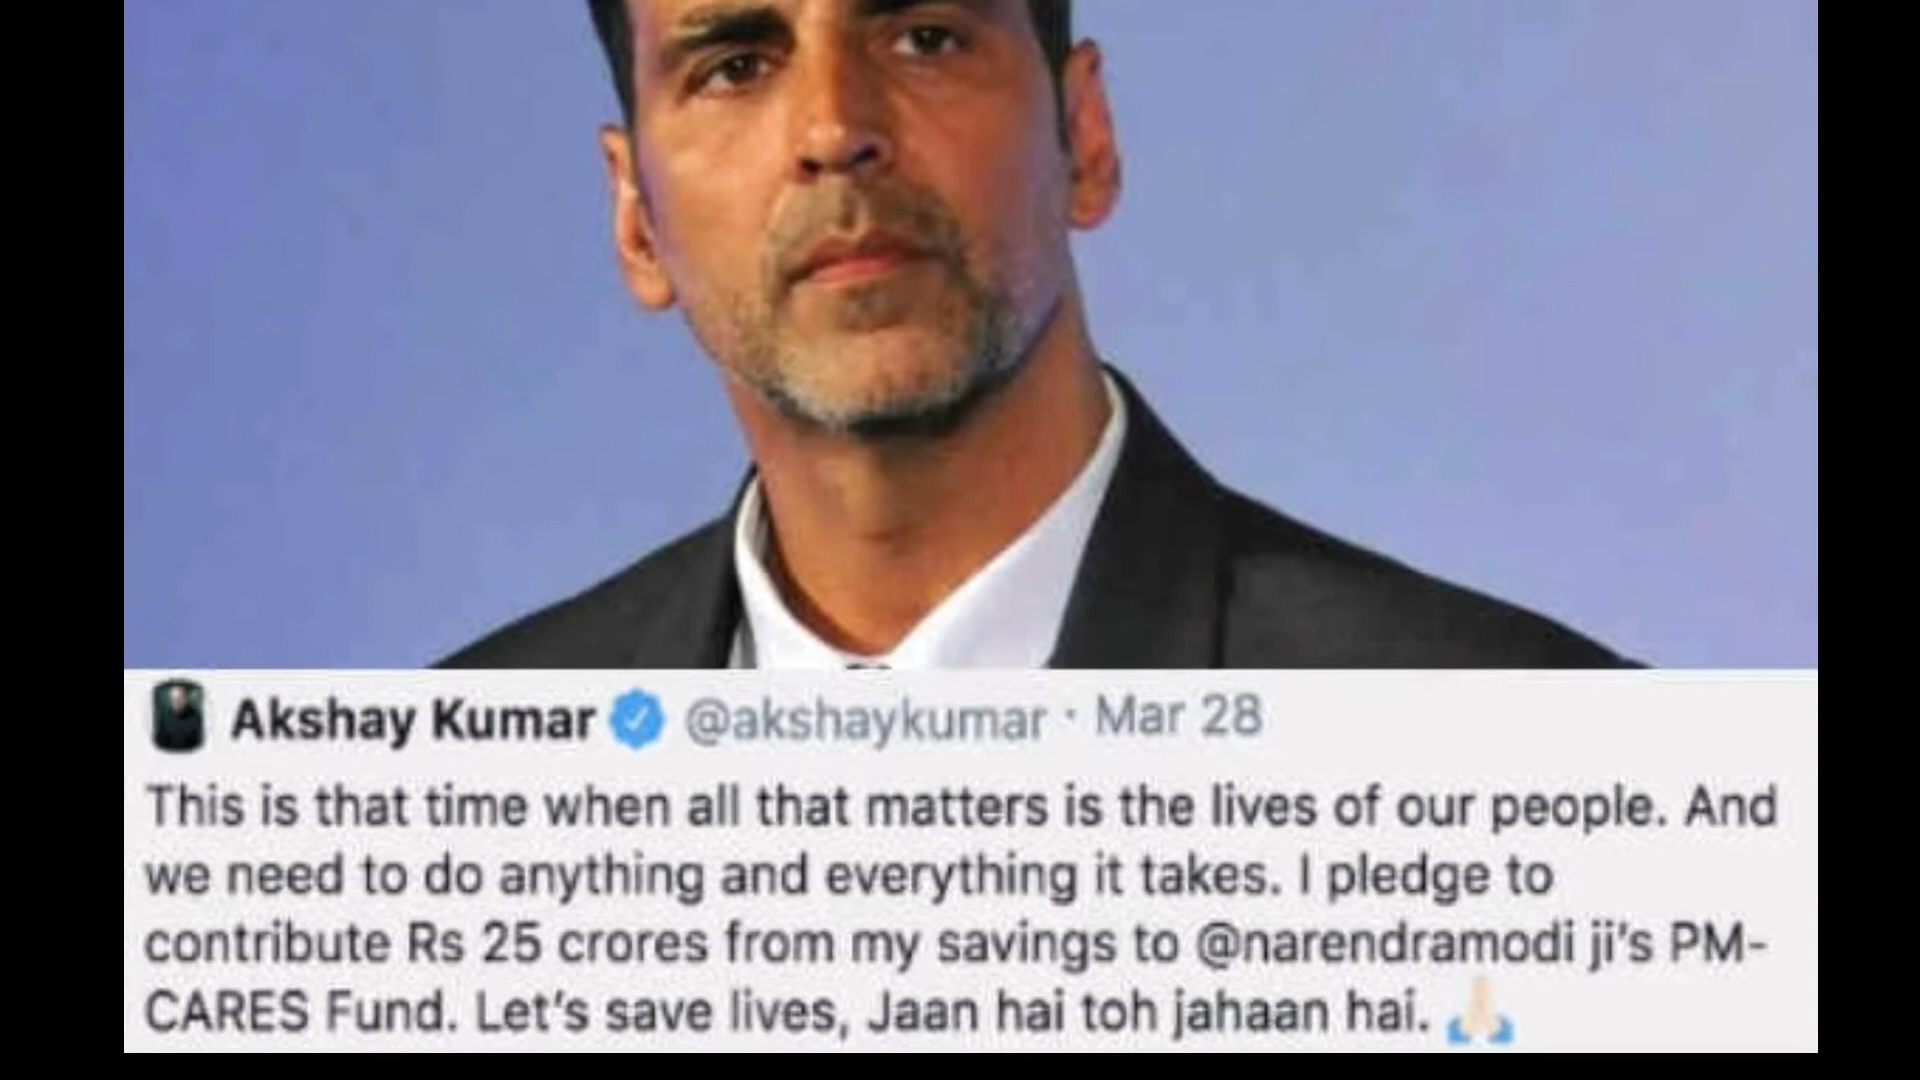 Akshay Kumar @akshaykumar · Mar 28
This is that time when all that matters is the lives of our people. And
we need to do anything and everything it takes. I pledge to
contribute Rs 25 crores from my savings to @narendramodi ji's PM-
CARES Fund. Let's save lives, Jaan hai toh jahaan hai. 🙏🏻